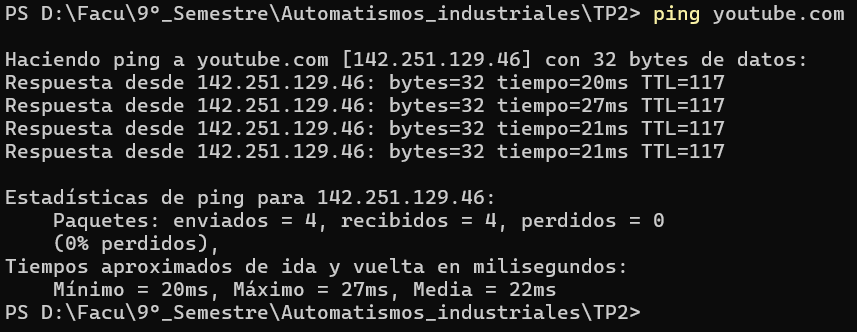 PS D:\Facu\9°_Semestre\Automatismos_industriales\TP2> ping youtube.com
Haciendo ping a youtube.com [142.251.129.46] con 32 bytes de datos:
Respuesta desde 142.251.129.46: bytes=32 tiempo=20ms TTL=117
Respuesta desde 142.251.129.46: bytes=32 tiempo=27ms TTL=117
Respuesta desde 142.251.129.46: bytes=32 tiempo=21ms TTL=117
Respuesta desde 142.251.129.46: bytes=32 tiempo=21ms TTL=117
Estadísticas de ping para 142.251.129.46:
Paquetes: enviados = 4, recibidos = 4, perdidos = 0
(0% perdidos),
Tiempos aproximados de ida y vuelta en milisegundos:
Mínimo = 20ms, Máximo = 27ms, Media = 22ms
PS D:\Facu\9°_Semestre\Automatismos_industriales\TP2>